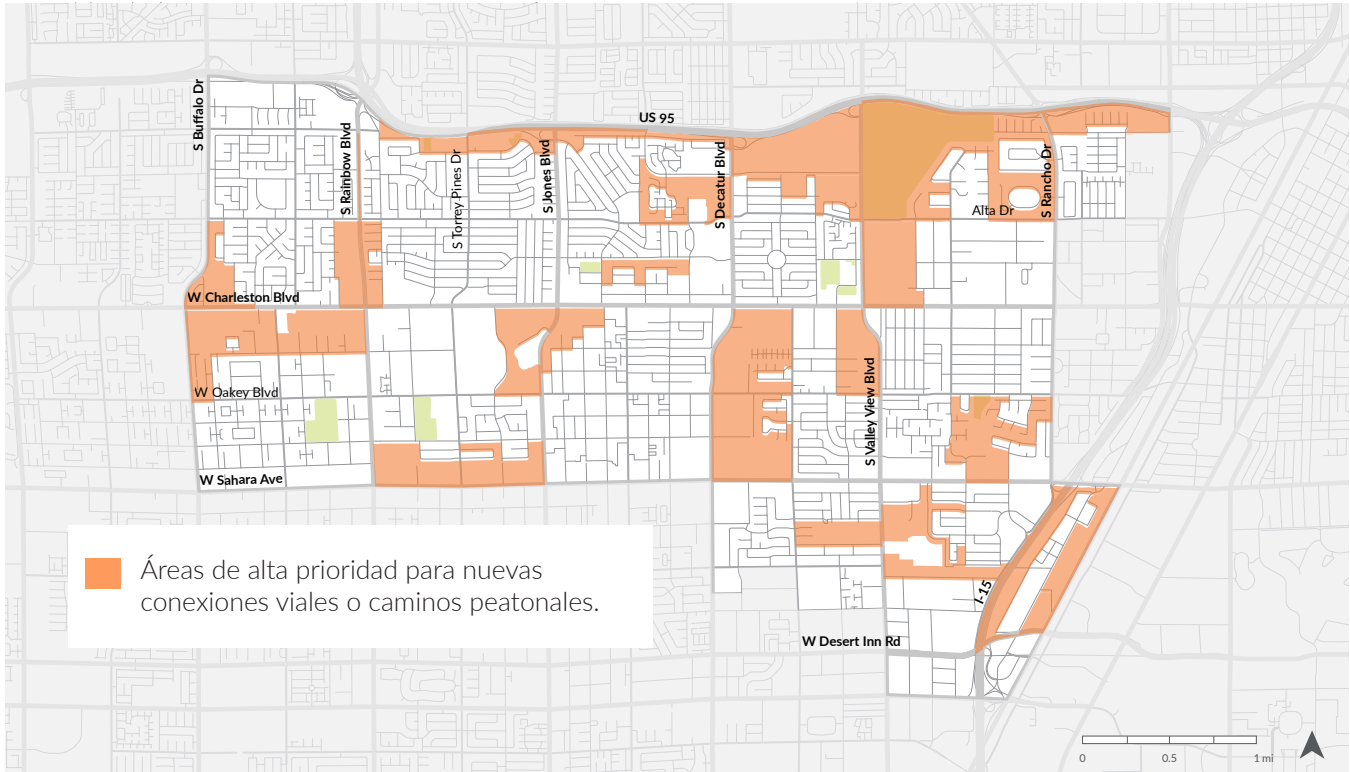 US 95
S Buffalo Dr
S Rainbow Blvd
S Torrey Pines Dr
S Jones Blvd
S Decatur Blvd
S Rancho Dr
Alta Dr
W Charleston Blvd
W Oakey Blvd
S Valley View Blvd
W Sahara Ave
Áreas de alta prioridad para nuevas
conexiones viales o caminos peatonales.
I-15
W Desert Inn Rd
0 0.5 1 mi